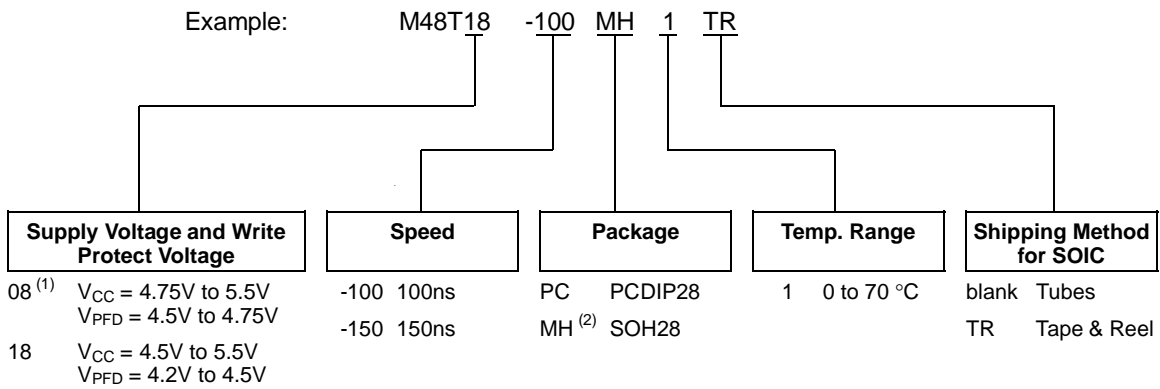 Example: M48T18 -100 MH 1 TR
Supply Voltage and Write
Protect Voltage
08 (1) VCC = 4.75V to 5.5V
VPFD = 4.5V to 4.75V
18 VCC = 4.5V to 5.5V
VPFD = 4.2V to 4.5V
Speed
-100 100ns
-150 150ns
Package
PC PCDIP28
MH (2) SOH28
Temp. Range
1 0 to 70 °C
Shipping Method
for SOIC
blank Tubes
TR Tape & Reel